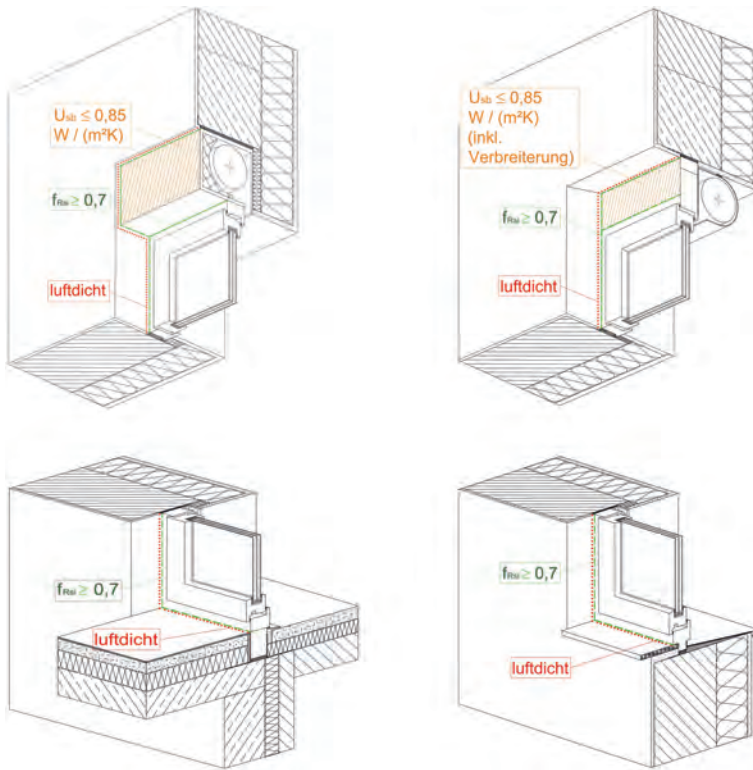 Usb ≤ 0,85
W / (m²K)
fRsi ≥ 0,7
luftdicht
Usb ≤ 0,85
W / (m²K)
(inkl.
Verbreiterung)
fRsi ≥ 0,7
luftdicht
fRsi ≥ 0,7
luftdicht
fRsi ≥ 0,7
luftdicht